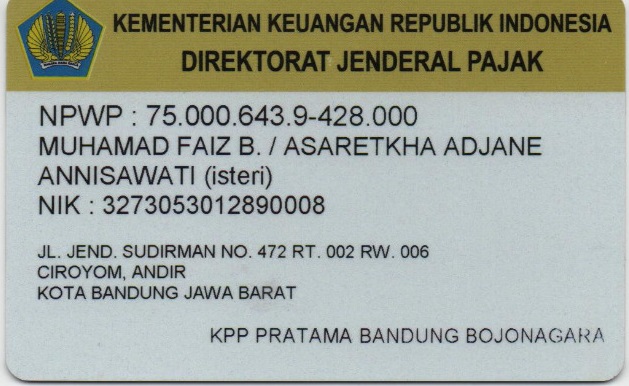 KEMENTERIAN KEUANGAN REPUBLIK INDONESIA
DIREKTORAT JENDERAL PAJAK
NPWP : 75.000.643.9-428.000
MUHAMAD FAIZ B. / ASARETKHA ADJANE
ANNISAWATI (isteri)
NIK : 3273053012890008
JL. JEND. SUDIRMAN NO. 472 RT. 002 RW. 006
CIROYOM, ANDIR
KOTA BANDUNG JAWA BARAT
KPP PRATAMA BANDUNG BOJONAGARA